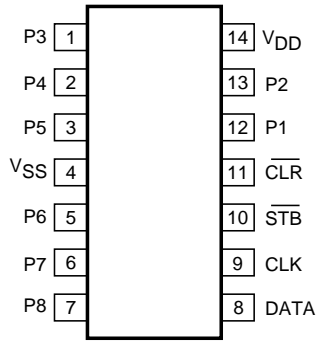 P3 1 14 VDD
P4 2 13 P2
P5 3 12 P1
VSS 4 11 CLR
P6 5 10 STB
P7 6 9 CLK
P8 7 8 DATA